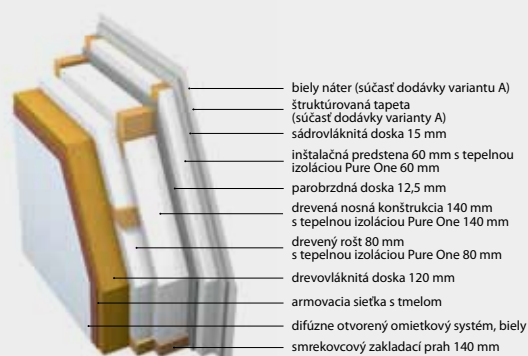 biely náter (súčasť dodávky variantu A)
štruktúrovaná tapeta
(súčasť dodávky varianty A)
sádrovláknitá doska 15 mm
inštalačná predstena 60 mm s tepelnou
izoláciou Pure One 60 mm
parobrzdná doska 12,5 mm
drevená nosná konštrukcia 140 mm
s tepelnou izoláciou Pure One 140 mm
drevený rošt 80 mm
s tepelnou izoláciou Pure One 80 mm
drevovláknitá doska 120 mm
armovacia sieťka s tmelom
difúzne otvorený omietkový systém, biely
smrekovcový zakladací prah 140 mm